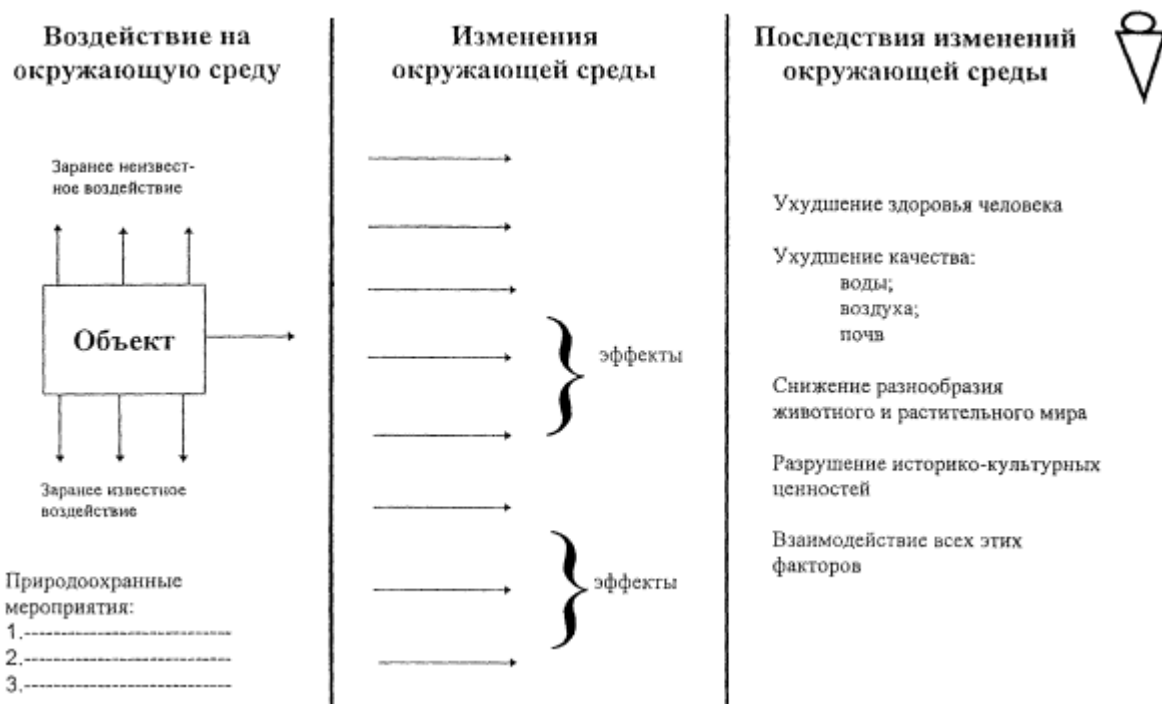 Воздействие на
окружающую среду
Заранее неизвест-
ное воздействие
Объект
Заранее известное
воздействие
Природоохранные
мероприятия:
1.--------------------------
2.--------------------------
3.--------------------------
Изменения
окружающей среды
эффекты
эффекты
Последствия изменений
окружающей среды
Ухудшение здоровья человека
Ухудшение качества:
воды;
воздуха;
почв
Снижение разнообразия
животного и растительного мира
Разрушение историко-культурных
ценностей
Взаимодействие всех этих
факторов